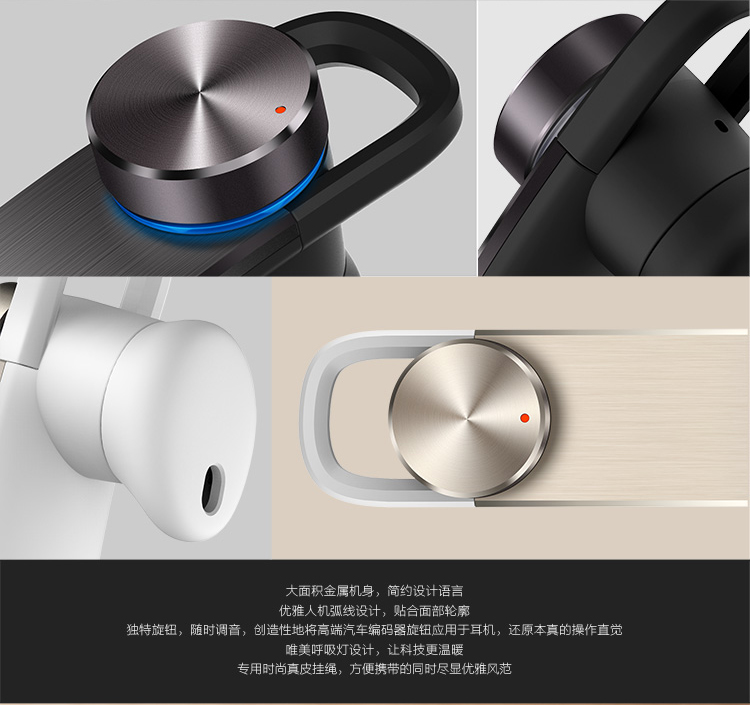 大面积金属机身，简约设计语言
优雅人机弧线设计，贴合面部轮廓
独特旋钮，随时调音，创造性地将高端汽车编码器旋钮应用于耳机，还原本真的操作直觉
唯美呼吸灯设计，让科技更温暖
专用时尚真皮挂绳，方便携带的同时尽显优雅风范